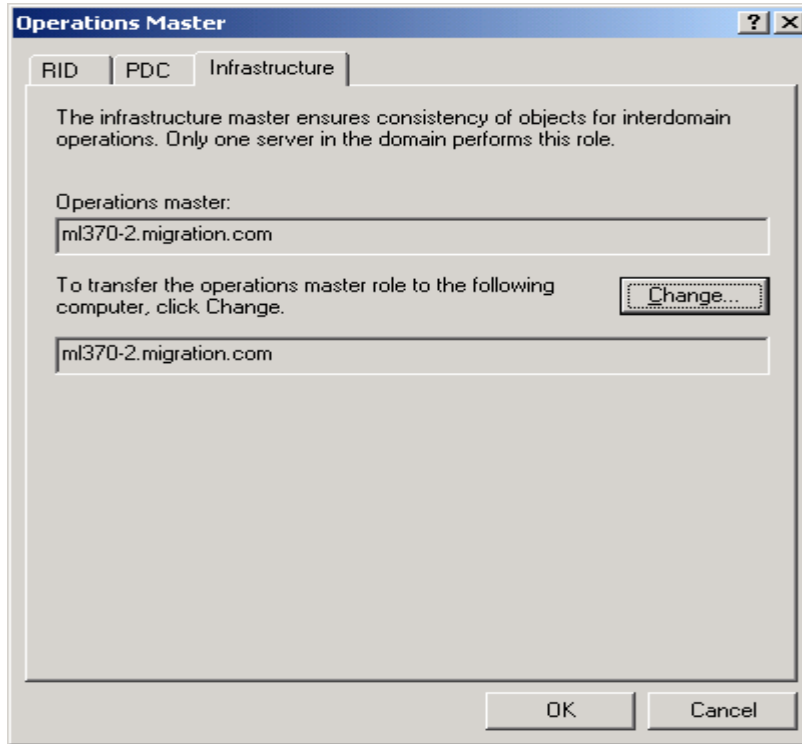 Operations Master
RID PDC Infrastructure
The infrastructure master ensures consistency of objects for interdomain
operations. Only one server in the domain performs this role.
Operations master:
ml370-2.migration.com
To transfer the operations master role to the following
computer, click Change.
Change...
ml370-2.migration.com
OK Cancel